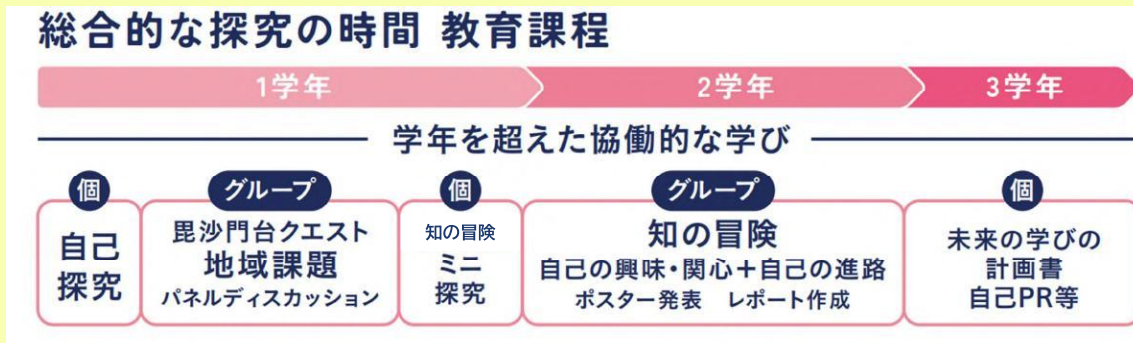 総合的な探究の時間 教育課程
1学年
2学年
3学年
学年を超えた協働的な学び
個
自己
探究
グループ
毘沙門台クエスト
地域課題
パネルディスカッション
個
知の冒険
ミニ
探究
グループ
知の冒険
自己の興味・関心+自己の進路
ポスター発表 レポート作成
個
未来の学びの
計画書
自己PR等